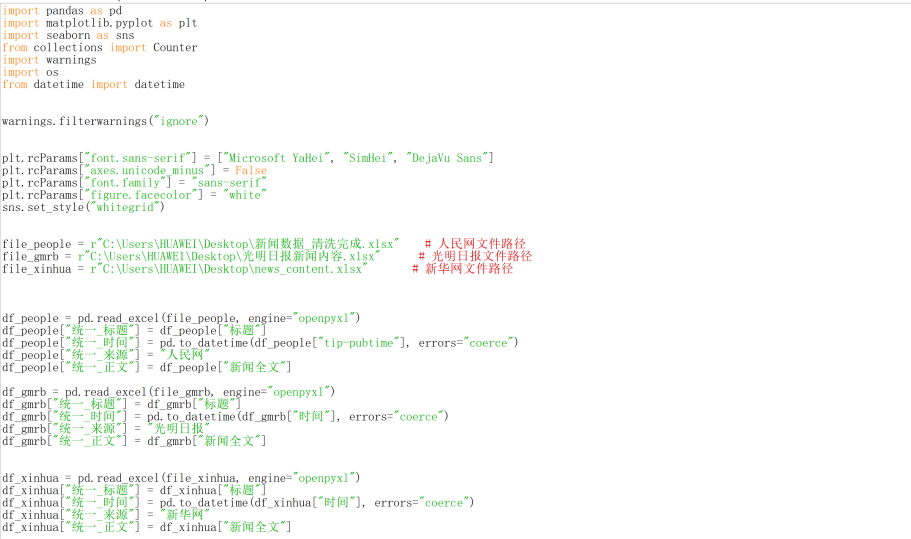 import pandas as pd
import matplotlib.pyplot as plt
import seaborn as sns
from collections import Counter
import warnings
import os
from datetime import datetime
warnings.filterwarnings("ignore")
plt.rcParams["font.sans-serif"] = ["Microsoft YaHei", "SimHei", "DejaVu Sans"]
plt.rcParams["axes.unicode_minus"] = False
plt.rcParams["font.family"] = "sans-serif"
plt.rcParams["figure.facecolor"] = "white"
sns.set_style("whitegrid")
file_people = r"C:\Users\HUAWEI\Desktop\新闻数据_清洗完成.xlsx"    # 人民网文件路径
file_gmrb = r"C:\Users\HUAWEI\Desktop\光明日报新闻内容.xlsx"      # 光明日报文件路径
file_xinhua = r"C:\Users\HUAWEI\Desktop\news_content.xlsx"       # 新华网文件路径
df_people = pd.read_excel(file_people, engine="openpyxl")
df_people["统一_标题"] = df_people["标题"]
df_people["统一_时间"] = pd.to_datetime(df_people["tip-pubtime"], errors="coerce")
df_people["统一_来源"] = "人民网"
df_people["统一_正文"] = df_people["新闻全文"]
df_gmrb = pd.read_excel(file_gmrb, engine="openpyxl")
df_gmrb["统一_标题"] = df_gmrb["标题"]
df_gmrb["统一_时间"] = pd.to_datetime(df_gmrb["时间"], errors="coerce")
df_gmrb["统一_来源"] = "光明日报"
df_gmrb["统一_正文"] = df_gmrb["新闻全文"]
df_xinhua = pd.read_excel(file_xinhua, engine="openpyxl")
df_xinhua["统一_标题"] = df_xinhua["标题"]
df_xinhua["统一_时间"] = pd.to_datetime(df_xinhua["时间"], errors="coerce")
df_xinhua["统一_来源"] = "新华网"
df_xinhua["统一_正文"] = df_xinhua["新闻全文"]